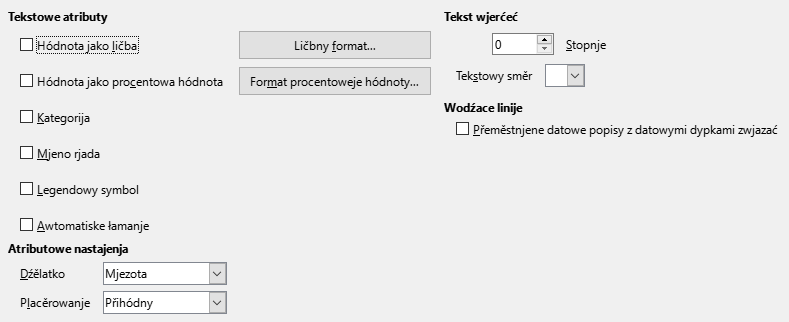 Tekstowe atributy
Hódnota jako ličba
Ličbny format...
Hódnota jako procentowa hódnota
Format procentoweje hódnoty...
Kategorija
Mjeno rjada
Legendowy symbol
Awtomatiske łamanje
Atributowe nastajenja
Dźělatko
Mjezota
Placěrowanje
Přihódny
Tekst wjerćeć
0
Stopnje
Tekstowy směr
Wodźace linije
Přeměstnjene datowe popisy z datowymi dypkami zwjazać